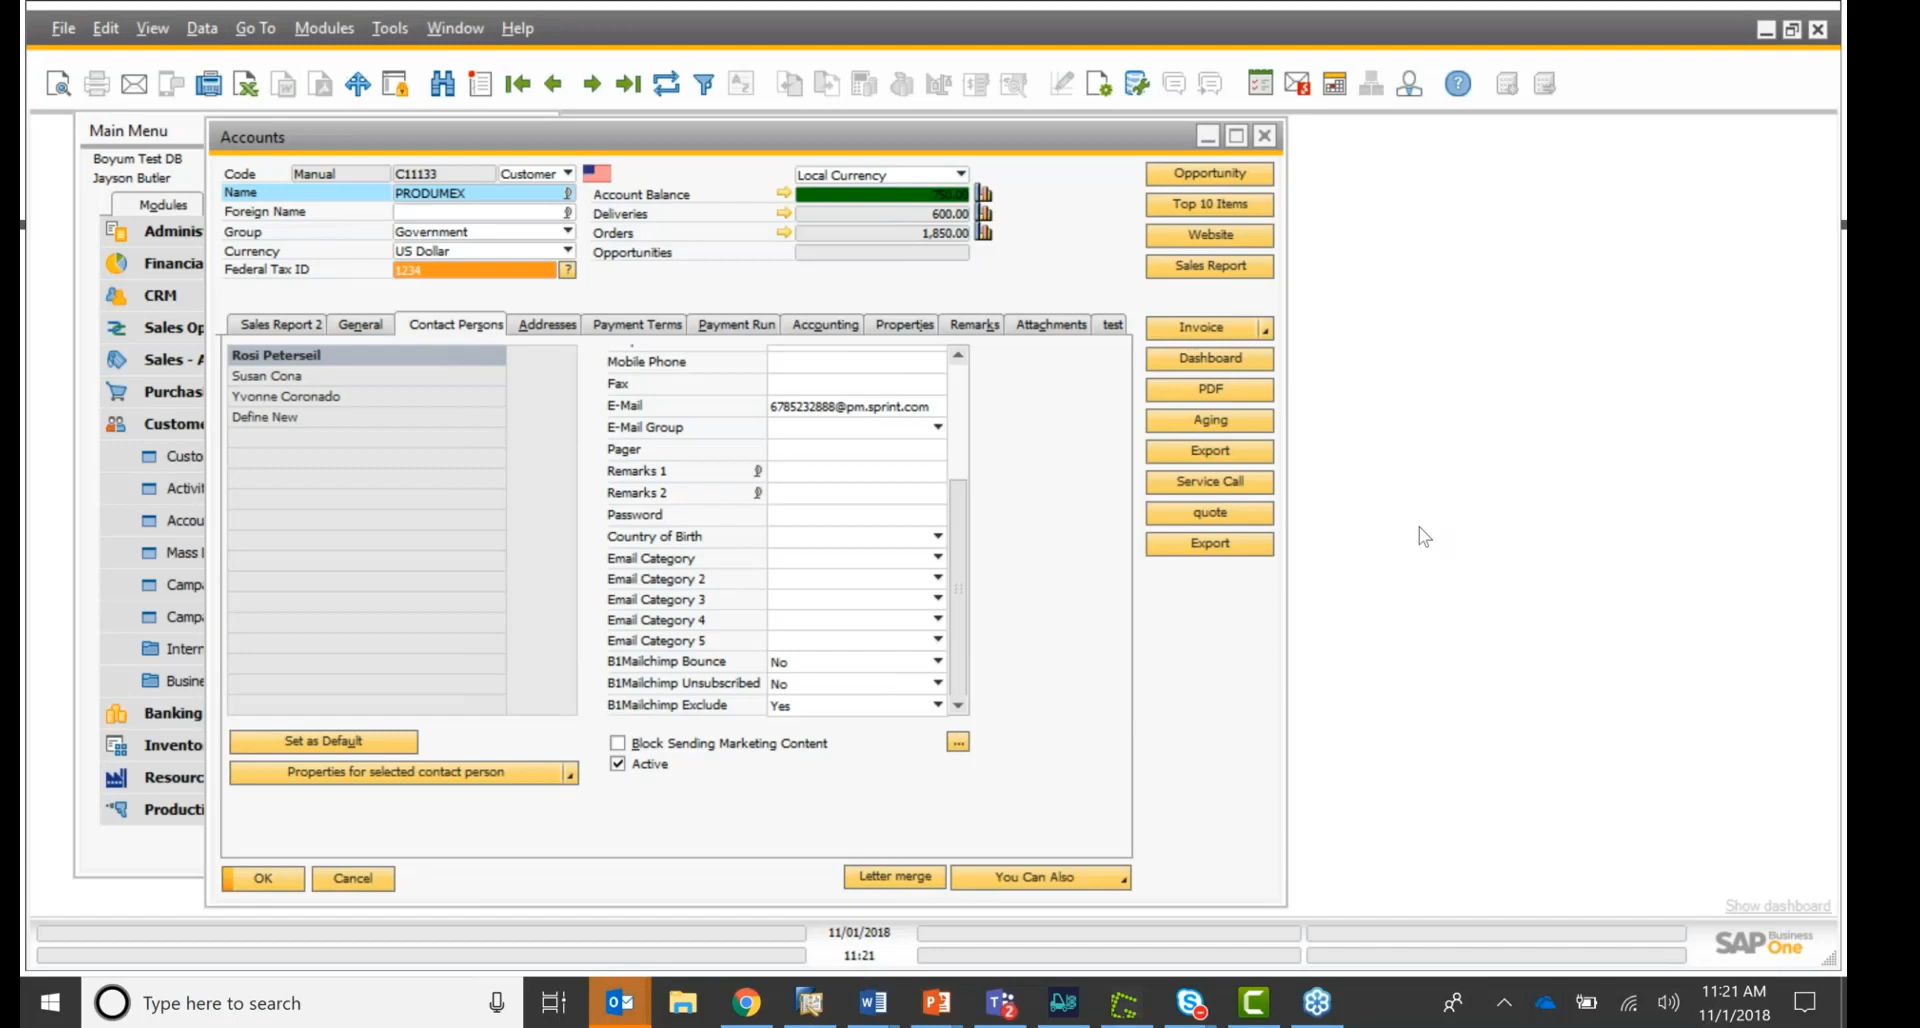 File Edit View Data Go To Modules Tools Window Help
Main Menu
Boyum Test DB
Jayson Butler
Modules
Adminis
Financia
CRM
Sales Op
Sales - A
Purchas
Custome
Custo
Activit
Accou
Mass
Campa
Campa
Intern
Busine
Banking
Invento
Resourc
Producti
Accounts
Code Manual C11133 Customer
Name PRODUMEX
Foreign Name
Group Government
Currency US Dollar
Federal Tax ID 1234 ?
Local Currency
Account Balance 750.00
Deliveries 600.00
Orders 1,850.00
Opportunities
Opportunity
Top 10 Items
Website
Sales Report
Sales Report 2 General Contact Persons Addresses Payment Terms Payment Run Accounting Properties Remarks Attachments test
Rosi Peterseil
Susan Cona
Yvonne Coronado
Define New
Mobile Phone
Fax
E-Mail 6785232888@pm.sprint.com
E-Mail Group
Pager
Remarks 1
Remarks 2
Password
Country of Birth
Email Category
Email Category 2
Email Category 3
Email Category 4
Email Category 5
B1Mailchimp Bounce No
B1Mailchimp Unsubscribed No
B1Mailchimp Exclude Yes
Invoice
Dashboard
PDF
Aging
Export
Service Call
quote
Export
Set as Default
Properties for selected contact person
Block Sending Marketing Content ...
Active
OK Cancel Letter merge You Can Also
Show dashboard
11/01/2018
11:21
SAP Business One
Type here to search
11:21 AM
11/1/2018